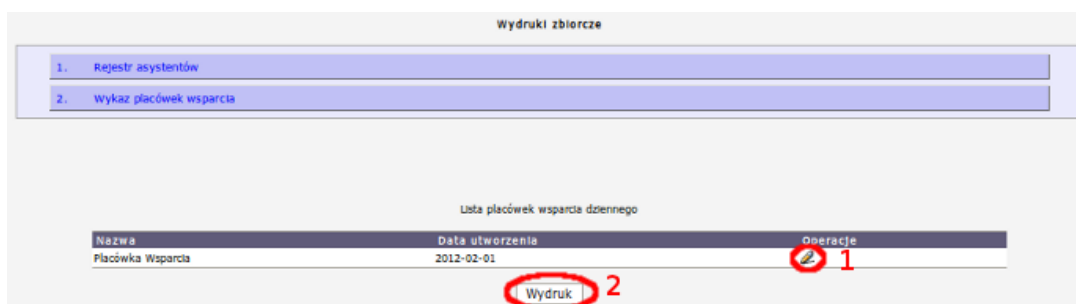 Wydruki zbiorcze
1. Rejestr asystentów
2. Wykaz placówek wsparcia
Lista placówek wsparcia dziennego
Nazwa Data utworzenia Operacje
Placówka Wsparcia 2012-02-01 1
Wydruk 2